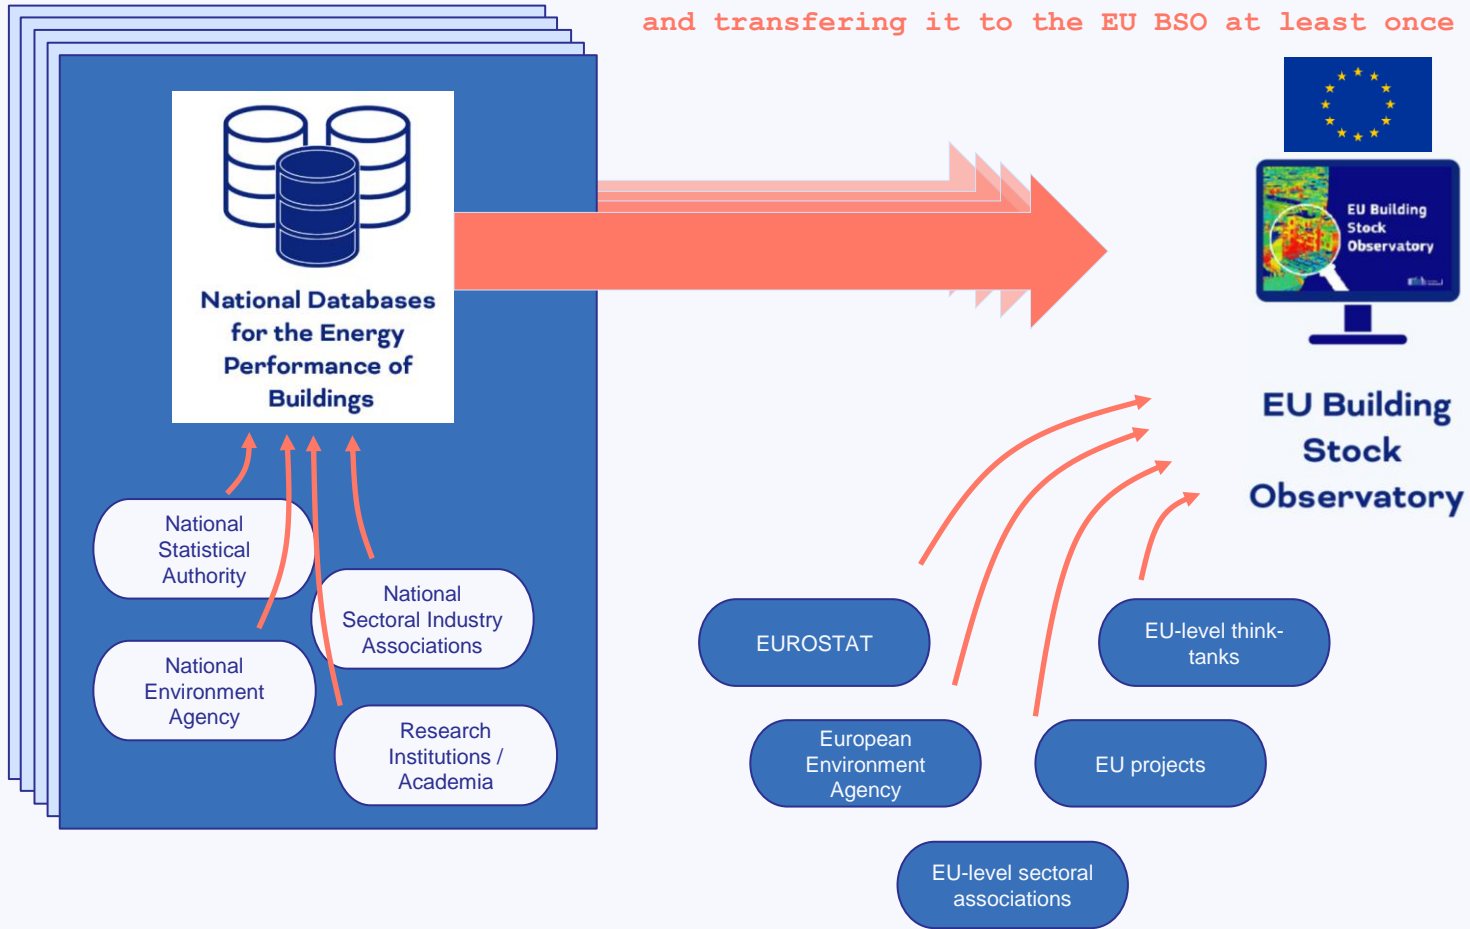 and transfering it to the EU BSO at least once
EU Building
Stock
Observatory
National Databases
for the Energy
Performance of
Buildings
EU Building
Stock
Observatory
National
Statistical
Authority
National
Sectoral Industry
Associations
National
Environment
Agency
Research
Institutions /
Academia
EUROSTAT
EU-level think-
tanks
European
Environment
Agency
EU projects
EU-level sectoral
associations